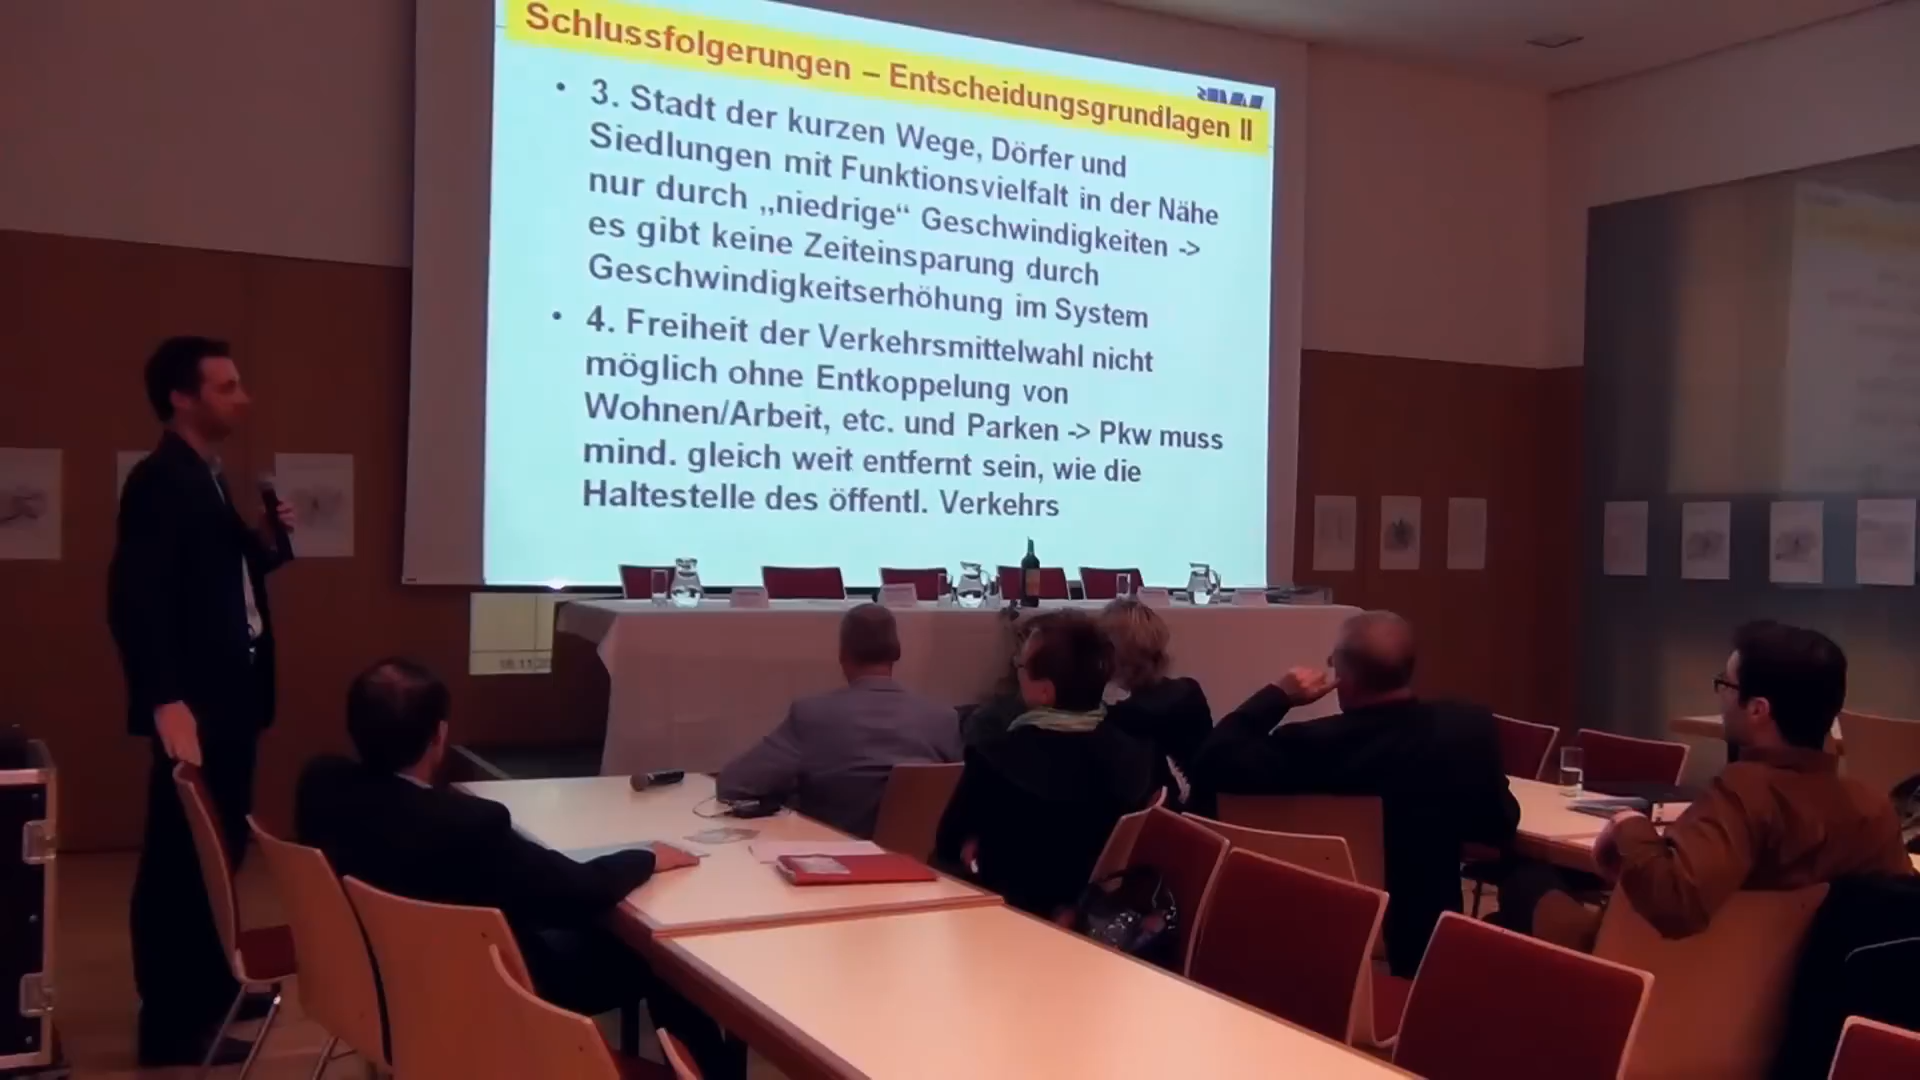 Schlussfolgerungen – Entscheidungsgrundlagen II
• 3. Stadt der kurzen Wege, Dörfer und
Siedlungen mit Funktionsvielfalt in der Nähe
nur durch „niedrige“ Geschwindigkeiten ->
es gibt keine Zeiteinsparung durch
Geschwindigkeitserhöhung im System
• 4. Freiheit der Verkehrsmittelwahl nicht
möglich ohne Entkoppelung von
Wohnen/Arbeit, etc. und Parken -> Pkw muss
mind. gleich weit entfernt sein, wie die
Haltestelle des öffentl. Verkehrs